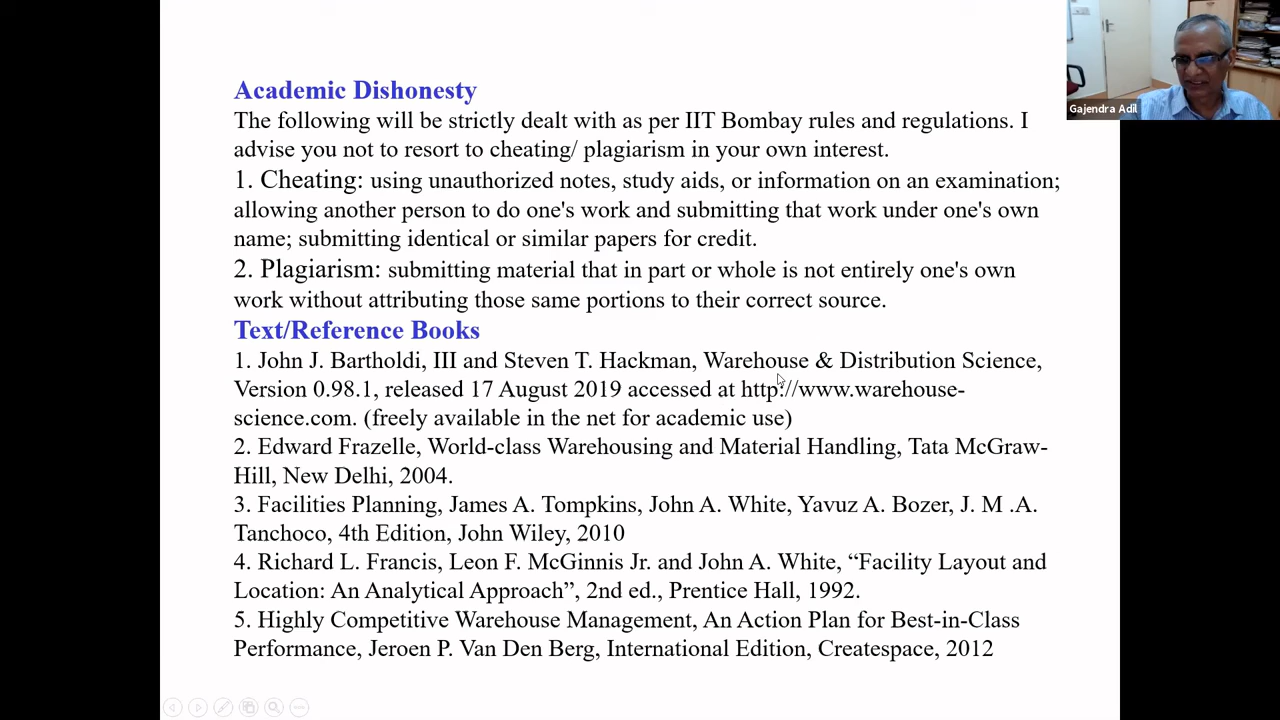 Academic Dishonesty
The following will be strictly dealt with as per IIT Bombay rules and regulations. I
advise you not to resort to cheating/ plagiarism in your own interest.
1. Cheating: using unauthorized notes, study aids, or information on an examination;
allowing another person to do one's work and submitting that work under one's own
name; submitting identical or similar papers for credit.
2. Plagiarism: submitting material that in part or whole is not entirely one's own
work without attributing those same portions to their correct source.
Text/Reference Books
1. John J. Bartholdi, III and Steven T. Hackman, Warehouse & Distribution Science,
Version 0.98.1, released 17 August 2019 accessed at http://www.warehouse-
science.com. (freely available in the net for academic use)
2. Edward Frazelle, World-class Warehousing and Material Handling, Tata McGraw-
Hill, New Delhi, 2004.
3. Facilities Planning, James A. Tompkins, John A. White, Yavuz A. Bozer, J. M .A.
Tanchoco, 4th Edition, John Wiley, 2010
4. Richard L. Francis, Leon F. McGinnis Jr. and John A. White, “Facility Layout and
Location: An Analytical Approach”, 2nd ed., Prentice Hall, 1992.
5. Highly Competitive Warehouse Management, An Action Plan for Best-in-Class
Performance, Jeroen P. Van Den Berg, International Edition, Createspace, 2012
Gajendra Adil